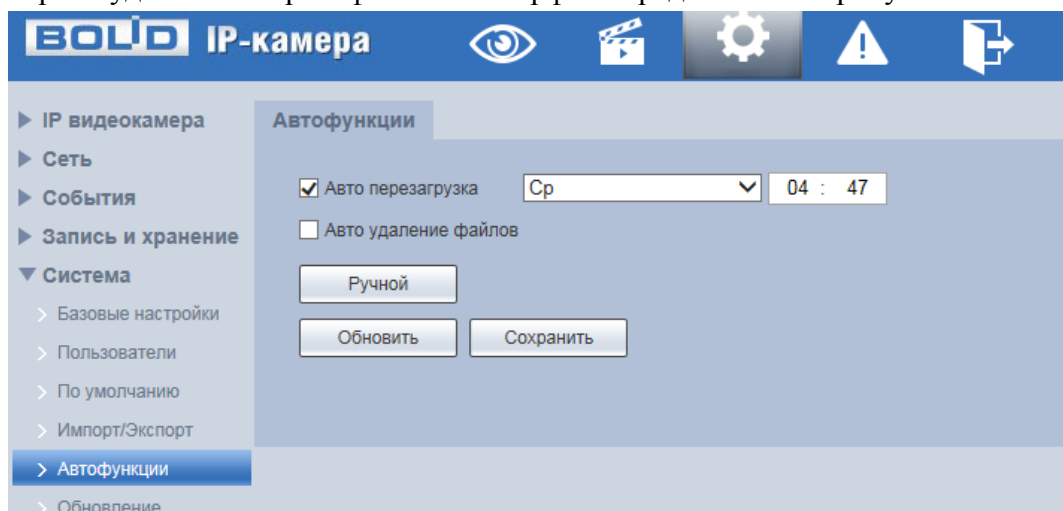 BOLID IP-камера
IP видеокамера
Сеть
События
Запись и хранение
Система
Базовые настройки
Пользователи
По умолчанию
Импорт/Экспорт
Автофункции
Обновление
Автофункции
Авто перезагрузка Ср 04 : 47
Авто удаление файлов
Ручной
Обновить Сохранить